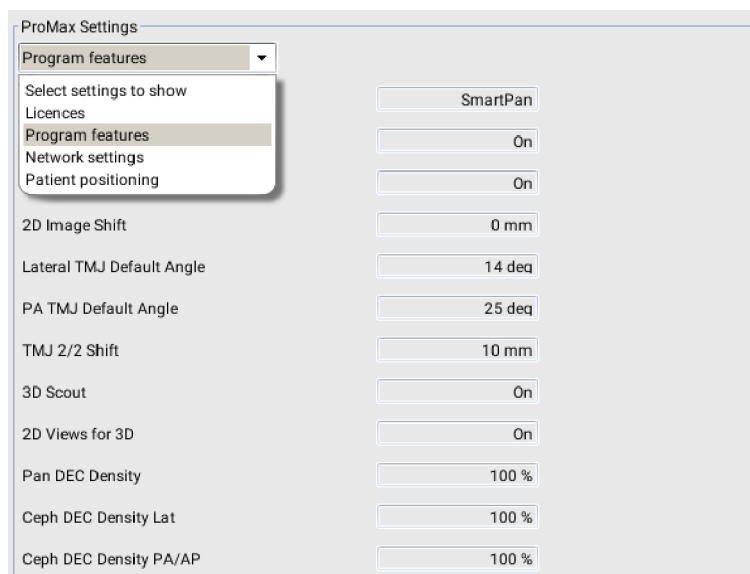 ProMax Settings
Program features
Select settings to show
Licences
Program features
Network settings
Patient positioning
SmartPan
On
On
2D Image Shift 0 mm
Lateral TMJ Default Angle 14 deg
PA TMJ Default Angle 25 deg
TMJ 2/2 Shift 10 mm
3D Scout On
2D Views for 3D On
Pan DEC Density 100 %
Ceph DEC Density Lat 100 %
Ceph DEC Density PA/AP 100 %